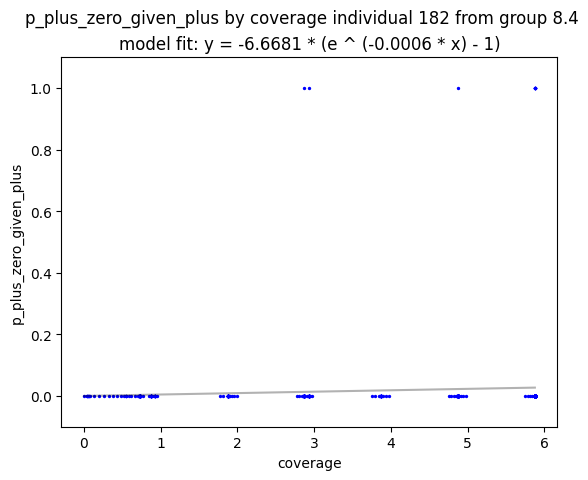 p_plus_zero_given_plus by coverage individual 182 from group 8.4
model fit: y = -6.6681 * (e ^ (-0.0006 * x) - 1)
1.0
0.8
0.6
0.4
0.2
0.0
p_plus_zero_given_plus
0 1 2 3 4 5 6
coverage